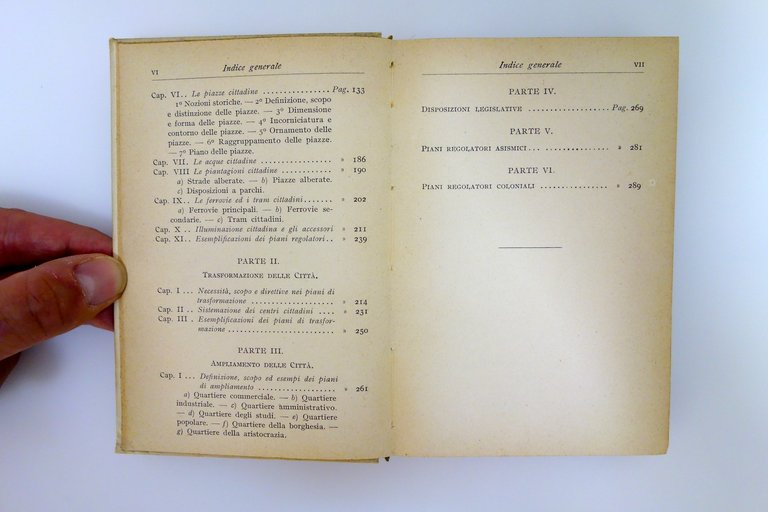 VI
Indice generale
Cap. VI.. Le piazze cittadine ................ Pag. 133
1º Nozioni storiche. — 2º Definizione, scopo
e distinzione delle piazze. — 3º Dimensione
e forma delle piazze. — 4º Incorniciatura e
contorno delle piazze. — 5º Ornamento delle
piazze. — 6º Raggruppamento delle piazze.
— 7º Piano delle piazze.
Cap. VII. Le acque cittadine ................. » 186
Cap. VIII Le piantagioni cittadine ............ » 190
a) Strade alberate. — b) Piazze alberate.
c) Disposizioni a parchi.
Cap. IX.. Le ferrovie ed i tram cittadini....... » 202
a) Ferrovie principali. — b) Ferrovie se-
condarie. — c) Tram cittadini.
Cap. X .. Illuminazione cittadina e gli accessori » 211
Cap. XI.. Esemplificazioni dei piani regolatori.. » 239
PARTE II.
Trasformazione delle Città.
Cap. I ... Necessità, scopo e direttive nei piani di
trasformazione .................... » 214
Cap. II .. Sistemazione dei centri cittadini .... » 231
Cap. III . Esemplificazioni dei piani di trasfor-
mazione .......................... » 250
PARTE III.
Ampliamento delle Città.
Cap. I ... Definizione, scopo ed esempi dei piani
di ampliamento ................... » 261
a) Quartiere commerciale. — b) Quartiere
industriale. — c) Quartiere amministrativo.
— d) Quartiere degli studi. — e) Quartiere
popolare. — f) Quartiere della borghesia. —
g) Quartiere della aristocrazia.
Indice generale
VII
PARTE IV.
Disposizioni legislative .................... Pag. 269
PARTE V.
Piani regolatori asismici................... » 281
PARTE VI.
Piani regolatori coloniali ................ » 289